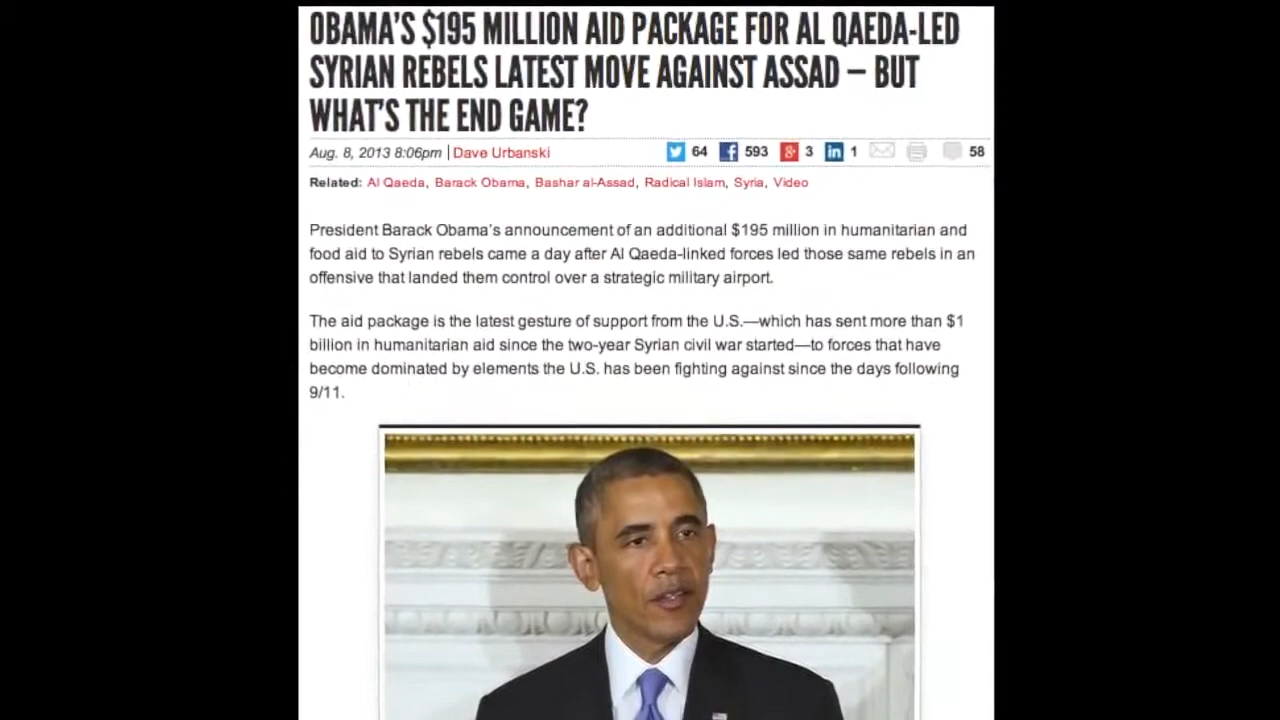 OBAMA'S $195 MILLION AID PACKAGE FOR AL QAEDA-LED
SYRIAN REBELS LATEST MOVE AGAINST ASSAD — BUT
WHAT'S THE END GAME?
Aug. 8, 2013 8:06pm | Dave Urbanski 64 593 3 1 58
Related: Al Qaeda, Barack Obama, Bashar al-Assad, Radical Islam, Syria, Video
President Barack Obama's announcement of an additional $195 million in humanitarian and
food aid to Syrian rebels came a day after Al Qaeda-linked forces led those same rebels in an
offensive that landed them control over a strategic military airport.
The aid package is the latest gesture of support from the U.S.—which has sent more than $1
billion in humanitarian aid since the two-year Syrian civil war started—to forces that have
become dominated by elements the U.S. has been fighting against since the days following
9/11.